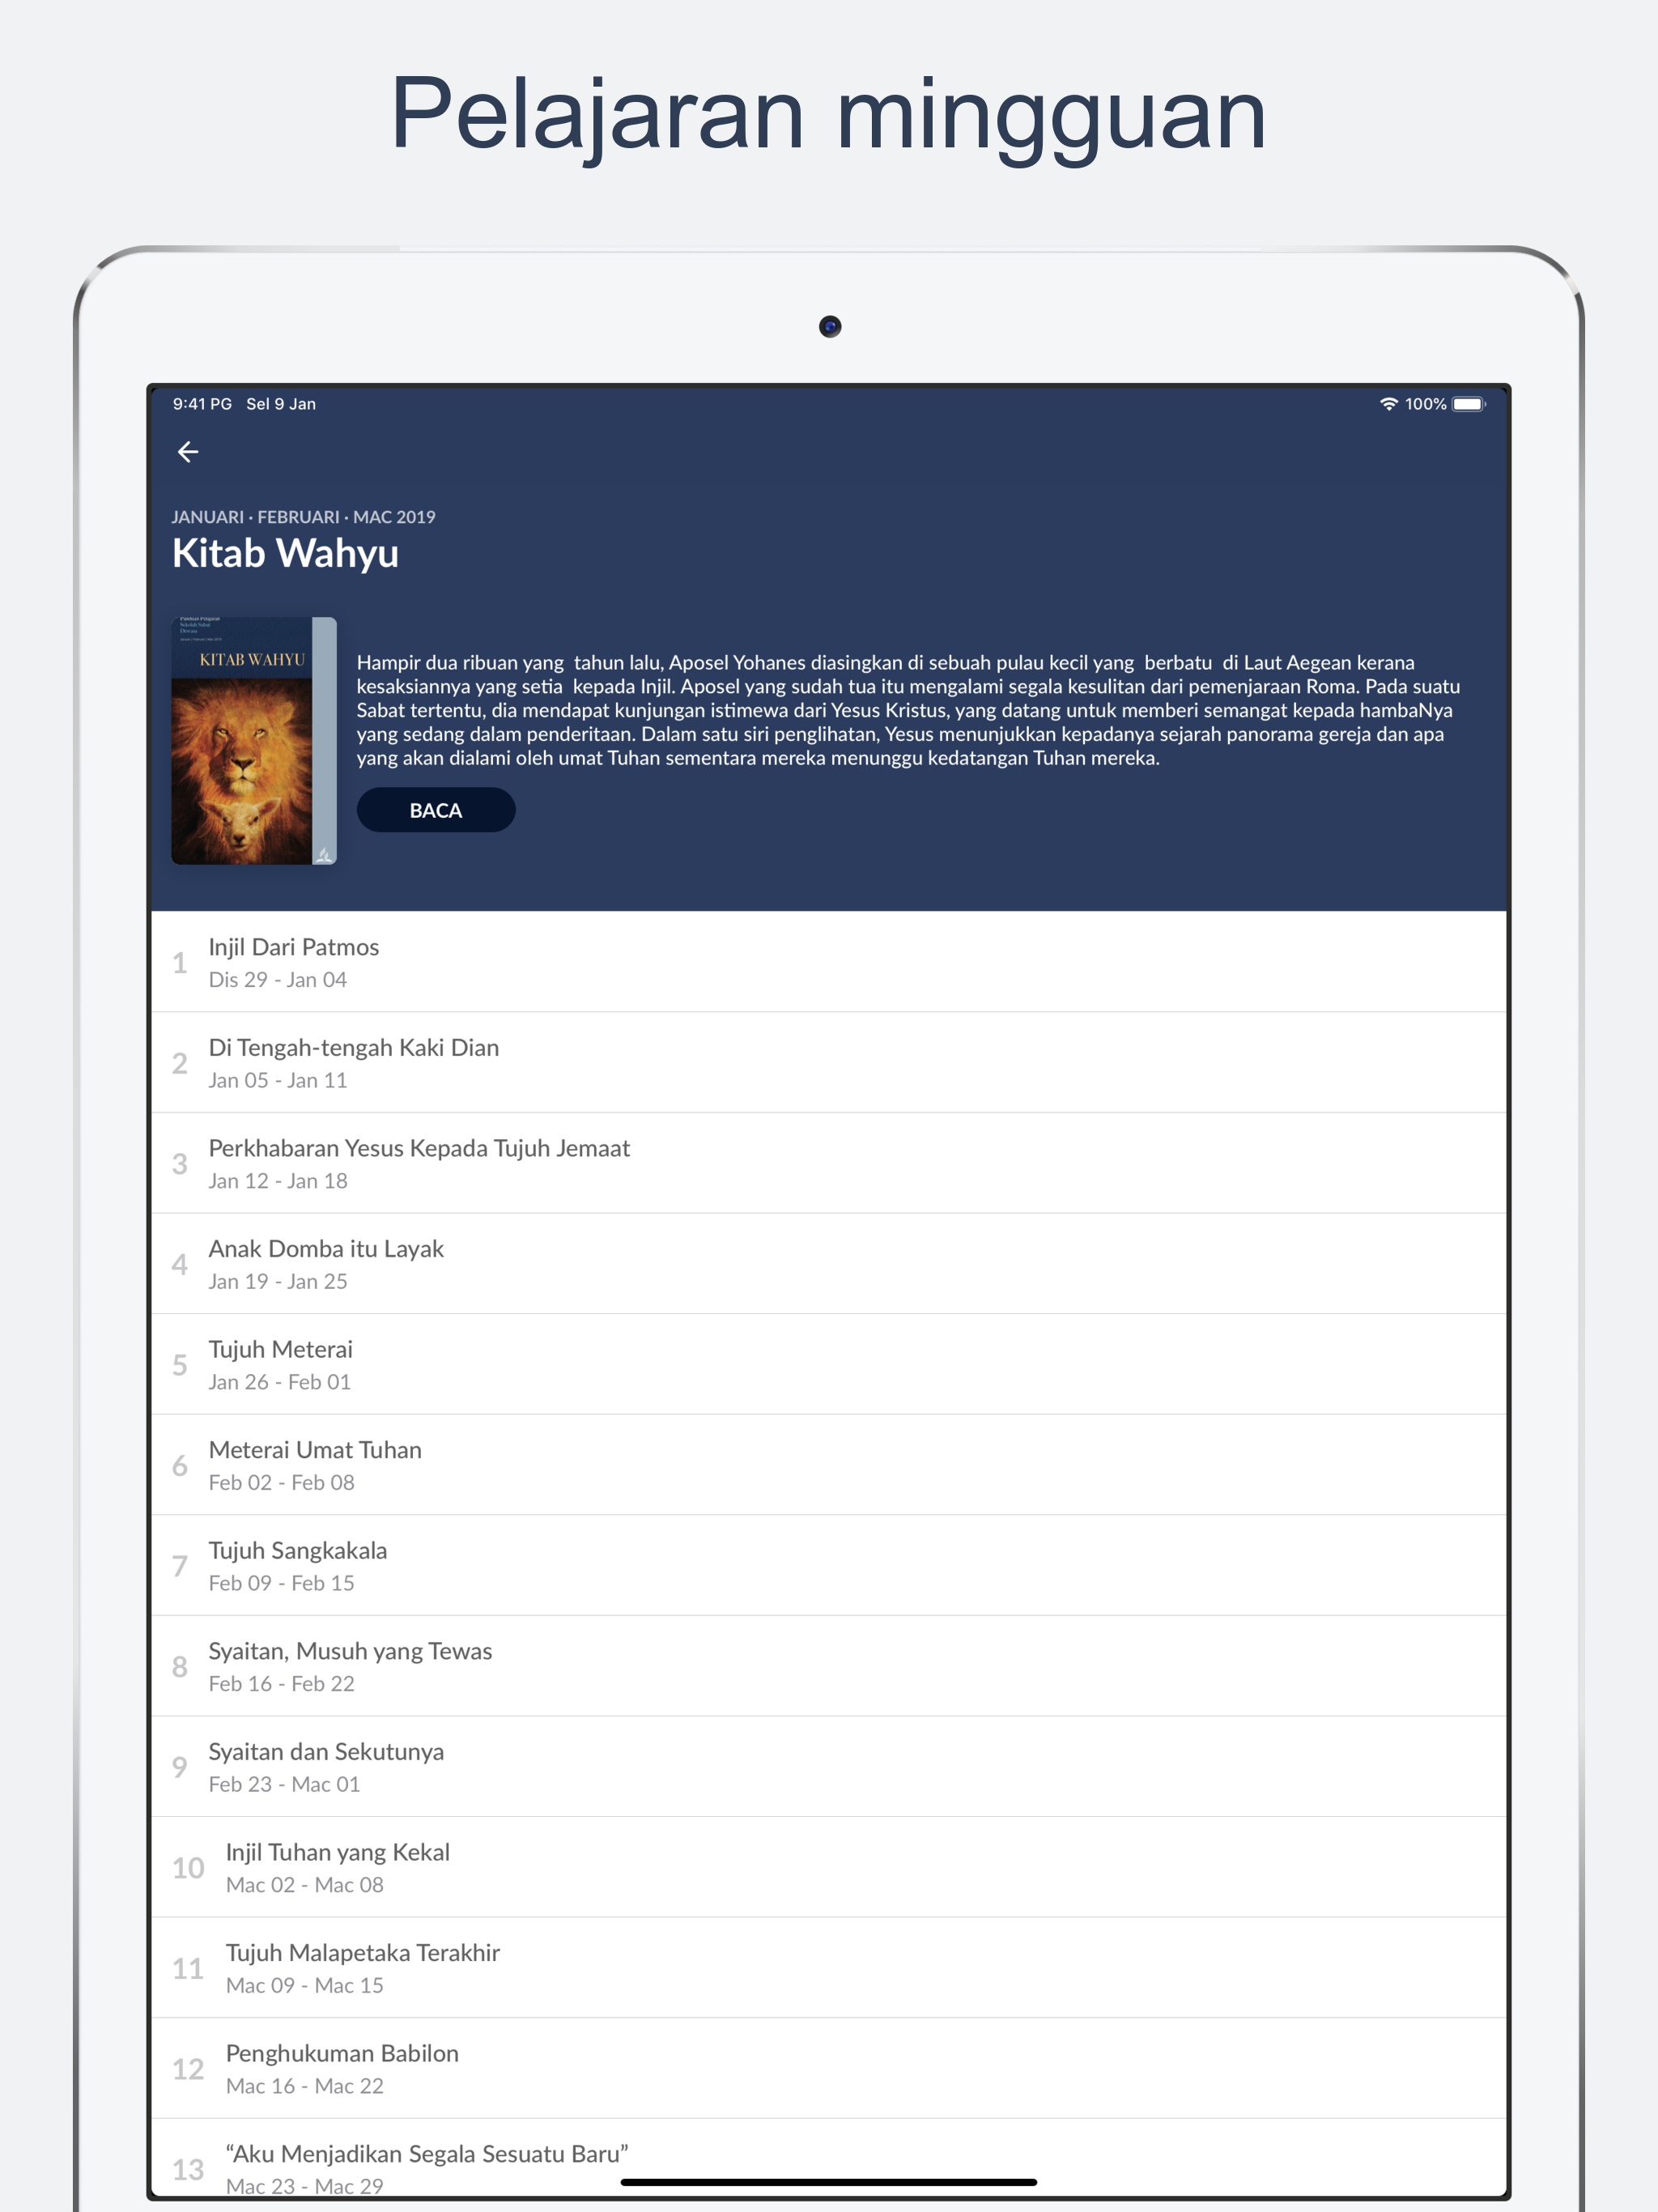 Pelajaran mingguan
9:41 PG Sel 9 Jan
100%
JANUARI · FEBRUARI · MAC 2019
Kitab Wahyu
Panduan Pelajaran
Sekolah Sabat
Dewasa
KITAB WAHYU
Hampir dua ribuan yang  tahun lalu, Aposel Yohanes diasingkan di sebuah pulau kecil yang  berbatu  di Laut Aegean kerana
kesaksiannya yang setia  kepada Injil. Aposel yang sudah tua itu mengalami segala kesulitan dari pemenjaraan Roma. Pada suatu
Sabat tertentu, dia mendapat kunjungan istimewa dari Yesus Kristus, yang datang untuk memberi semangat kepada hambaNya
yang sedang dalam penderitaan. Dalam satu siri penglihatan, Yesus menunjukkan kepadanya sejarah panorama gereja dan apa
yang akan dialami oleh umat Tuhan sementara mereka menunggu kedatangan Tuhan mereka.
BACA
1
Injil Dari Patmos
Dis 29 - Jan 04
2
Di Tengah-tengah Kaki Dian
Jan 05 - Jan 11
3
Perkhabaran Yesus Kepada Tujuh Jemaat
Jan 12 - Jan 18
4
Anak Domba itu Layak
Jan 19 - Jan 25
5
Tujuh Meterai
Jan 26 - Feb 01
6
Meterai Umat Tuhan
Feb 02 - Feb 08
7
Tujuh Sangkakala
Feb 09 - Feb 15
8
Syaitan, Musuh yang Tewas
Feb 16 - Feb 22
9
Syaitan dan Sekutunya
Feb 23 - Mac 01
10
Injil Tuhan yang Kekal
Mac 02 - Mac 08
11
Tujuh Malapetaka Terakhir
Mac 09 - Mac 15
12
Penghukuman Babilon
Mac 16 - Mac 22
13
“Aku Menjadikan Segala Sesuatu Baru”
Mac 23 - Mac 29